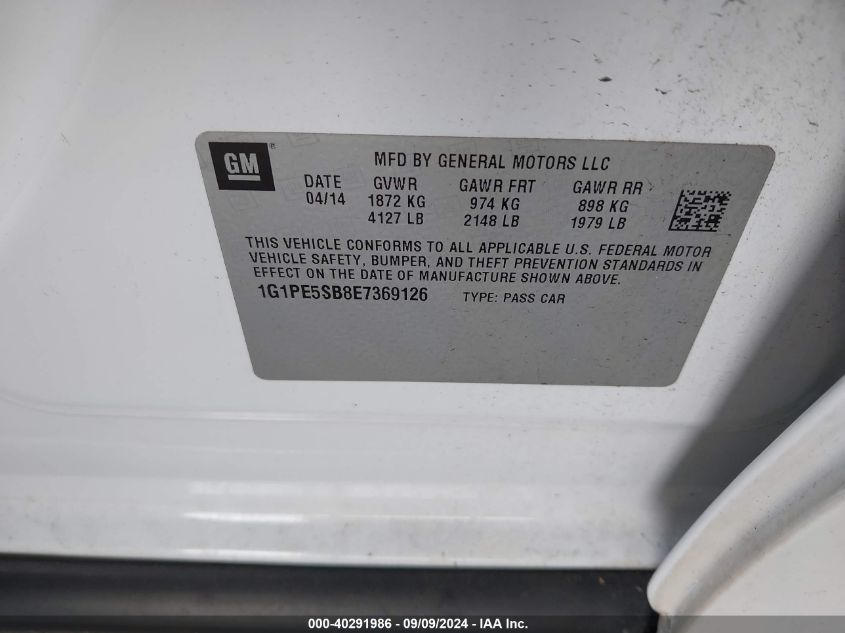 GM®
MFD BY GENERAL MOTORS LLC
DATE GVWR GAWR FRT GAWR RR
04/14 1872 KG 974 KG 898 KG
4127 LB 2148 LB 1979 LB
THIS VEHICLE CONFORMS TO ALL APPLICABLE U.S. FEDERAL MOTOR
VEHICLE SAFETY, BUMPER, AND THEFT PREVENTION STANDARDS IN
EFFECT ON THE DATE OF MANUFACTURE SHOWN ABOVE.
1G1PE5SB8E7369126 TYPE: PASS CAR
000-40291986 - 09/09/2024 - IAA Inc.